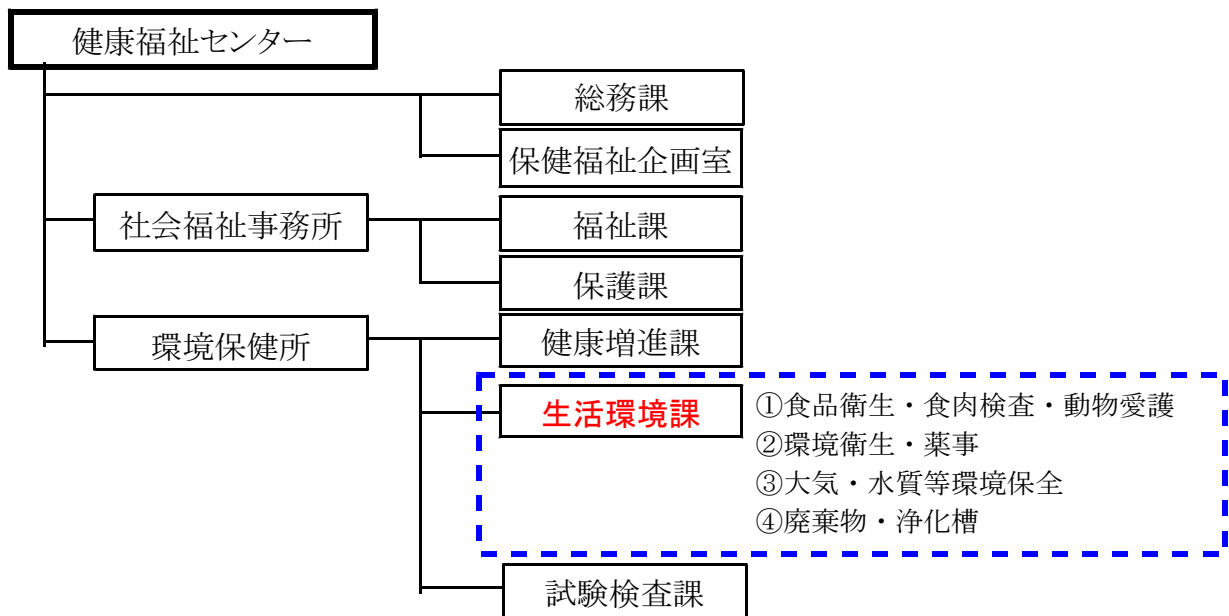 健康福祉センター
総務課
保健福祉企画室
社会福祉事務所
福祉課
保護課
環境保健所
健康増進課
生活環境課
①食品衛生・食肉検査・動物愛護
②環境衛生・薬事
③大気・水質等環境保全
④廃棄物・浄化槽
試験検査課